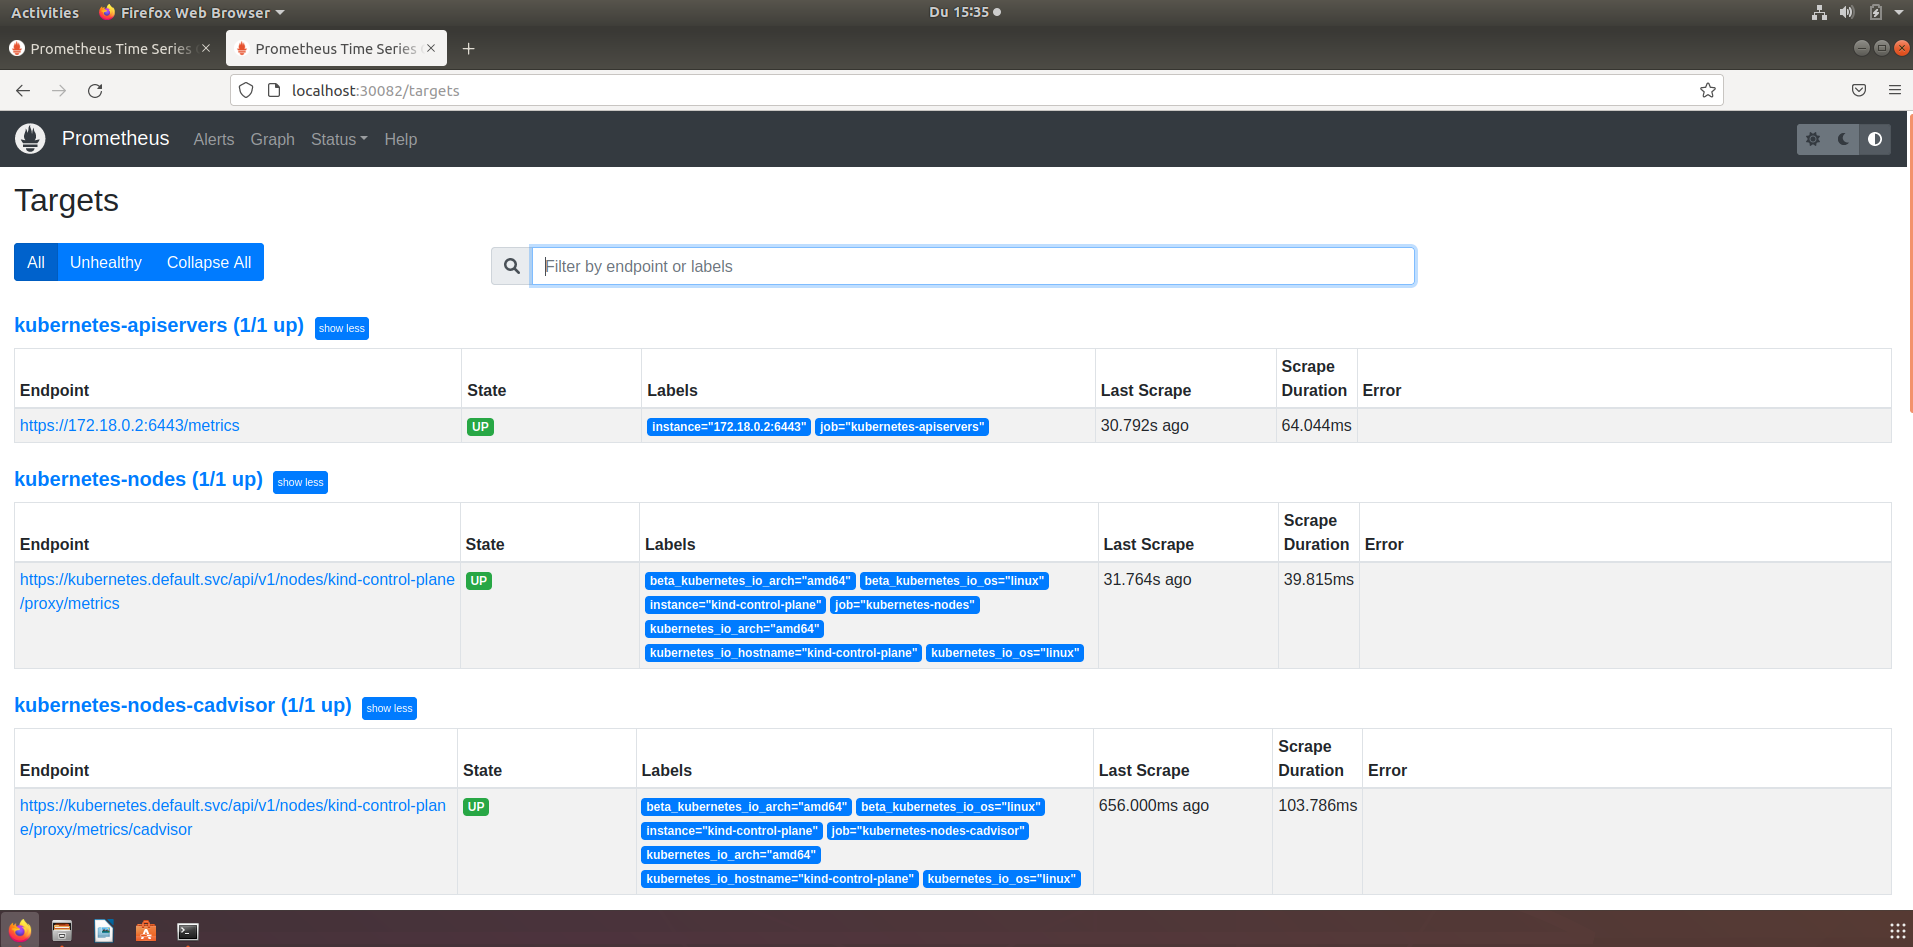 Activities Firefox Web Browser Du 15:35
Prometheus Time Series Prometheus Time Series
localhost:30082/targets
Prometheus Alerts Graph Status Help
Targets
All Unhealthy Collapse All Filter by endpoint or labels
kubernetes-apiservers (1/1 up) show less
Endpoint State Labels Last Scrape Scrape Duration Error
https://172.18.0.2:6443/metrics UP instance="172.18.0.2:6443" job="kubernetes-apiservers" 30.792s ago 64.044ms
kubernetes-nodes (1/1 up) show less
Endpoint State Labels Last Scrape Scrape Duration Error
https://kubernetes.default.svc/api/v1/nodes/kind-control-plane UP beta_kubernetes_io_arch="amd64" beta_kubernetes_io_os="linux" 31.764s ago 39.815ms
/proxy/metrics instance="kind-control-plane" job="kubernetes-nodes"
kubernetes_io_arch="amd64"
kubernetes_io_hostname="kind-control-plane" kubernetes_io_os="linux"
kubernetes-nodes-cadvisor (1/1 up) show less
Endpoint State Labels Last Scrape Scrape Duration Error
https://kubernetes.default.svc/api/v1/nodes/kind-control-plan UP beta_kubernetes_io_arch="amd64" beta_kubernetes_io_os="linux" 656.000ms ago 103.786ms
e/proxy/metrics/cadvisor instance="kind-control-plane" job="kubernetes-nodes-cadvisor"
kubernetes_io_arch="amd64"
kubernetes_io_hostname="kind-control-plane" kubernetes_io_os="linux"